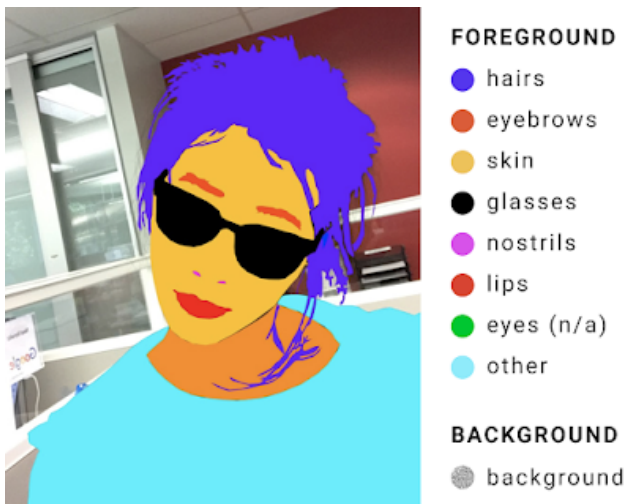 FOREGROUND
hairs
eyebrows
skin
glasses
nostrils
lips
eyes (n/a)
other
BACKGROUND
background